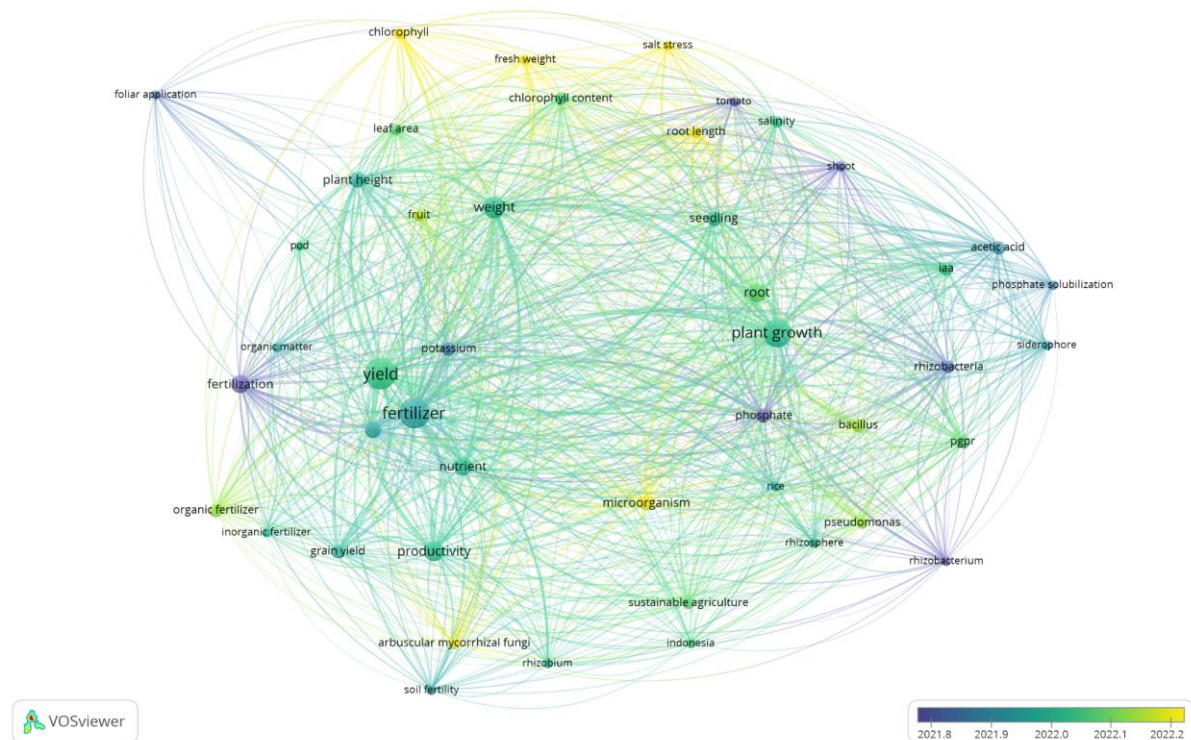 chlorophyll
salt stress
fresh weight
foliar application
chlorophyll content
tomato
leaf area
root length
salinity
shoot
plant height
weight
fruit
seedling
pod
acetic acid
iaa
phosphate solubilization
root
plant growth
organic matter
potassium
siderophore
yield
fertilization
rhizobacteria
fertilizer
phosphate
bacillus
pgpr
nutrient
rice
microorganism
organic fertilizer
pseudomonas
inorganic fertilizer
rhizosphere
grain yield
productivity
rhizobacterium
sustainable agriculture
arbuscular mycorrhizal fungi
indonesia
rhizobium
soil fertility
VOSviewer
2021.8 2021.9 2022.0 2022.1 2022.2